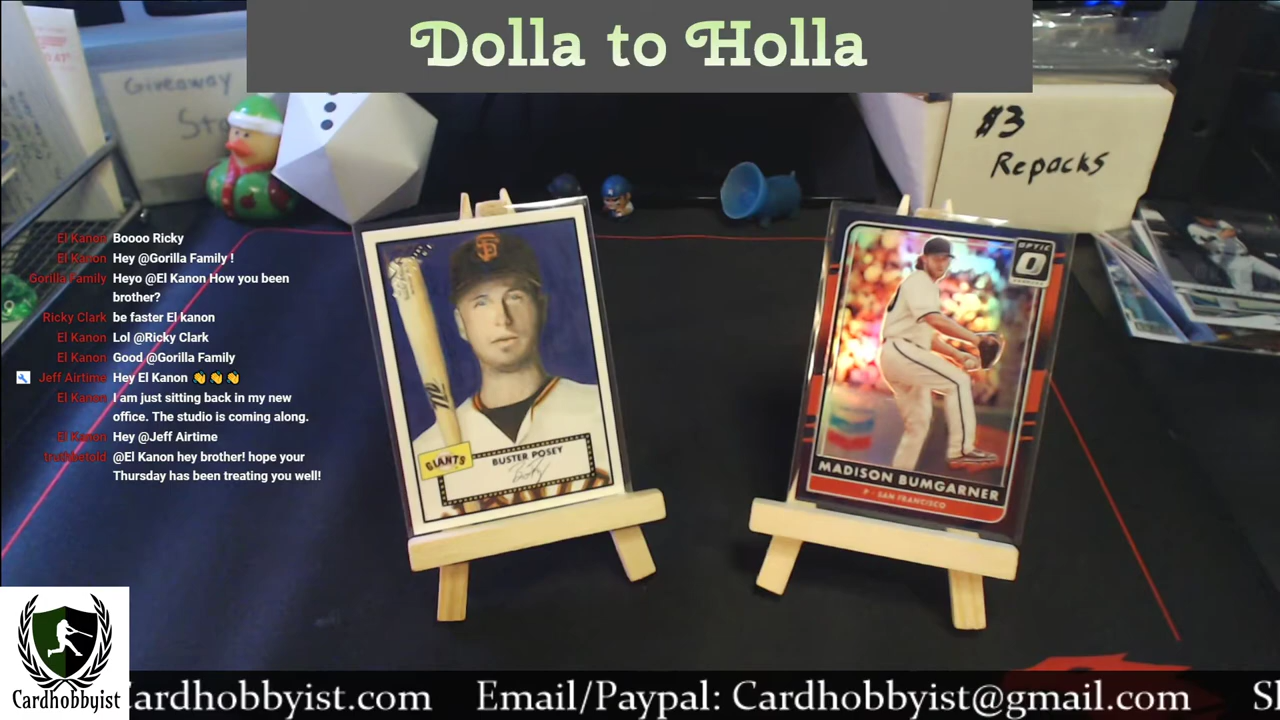 Dolla to Holla
Giveaway
$3
Repacks
El Kanon Boooo Ricky
El Kanon Hey @Gorilla Family !
Gorilla Family Heyo @El Kanon How you been
brother?
Ricky Clark be faster El kanon
El Kanon Lol @Ricky Clark
El Kanon Good @Gorilla Family
Jeff Airtime Hey El Kanon 👏👏👏
El Kanon I am just sitting back in my new
office. The studio is coming along.
El Kanon Hey @Jeff Airtime
@El Kanon hey brother! hope your
Thursday has been treating you well!
SF
GIANTS
BUSTER POSEY
OPTIC
O
MADISON BUMGARNER
P - SAN FRANCISCO
Cardhobbyist
Cardhobbyist.com Email/Paypal: Cardhobbyist@gmail.com